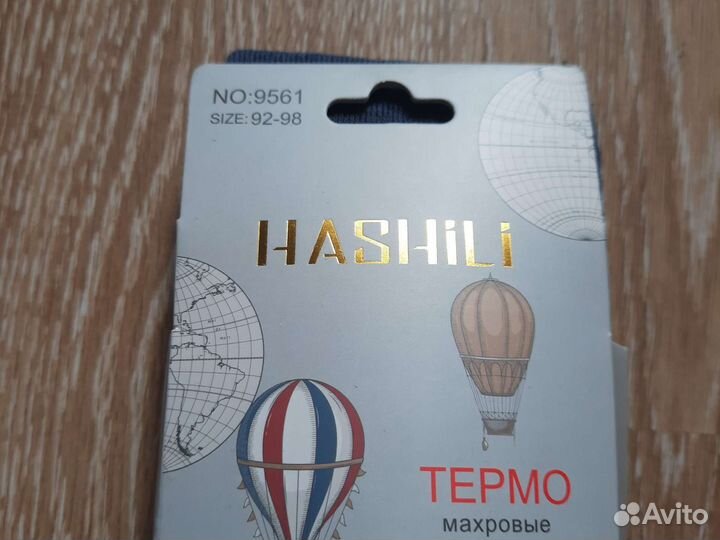 NO:9561
SIZE: 92-98
HASHiLi
ТЕРМО
махровые
Avito